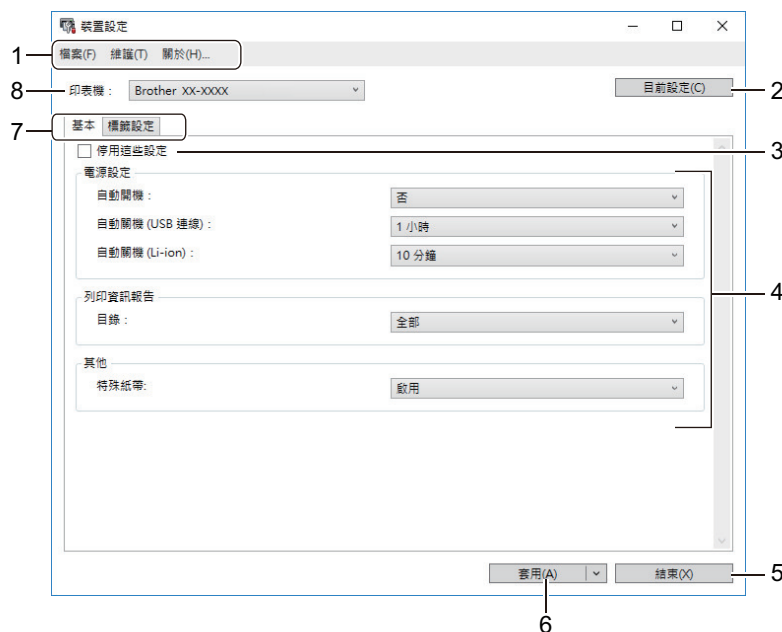 裝置設定
1 檔案(F) 維護(T) 關於(H)...
8 印表機： Brother XX-XXXX 目前設定(C) 2
7 基本 標籤設定
停用這些設定 3
電源設定
自動開機： 否
自動關機 (USB 連線)： 1 小時
自動關機 (Li-ion)： 10 分鐘
4
列印資訊報告
目錄： 全部
其他
特殊紙帶: 啟用
套用(A) 結束(X) 5
6